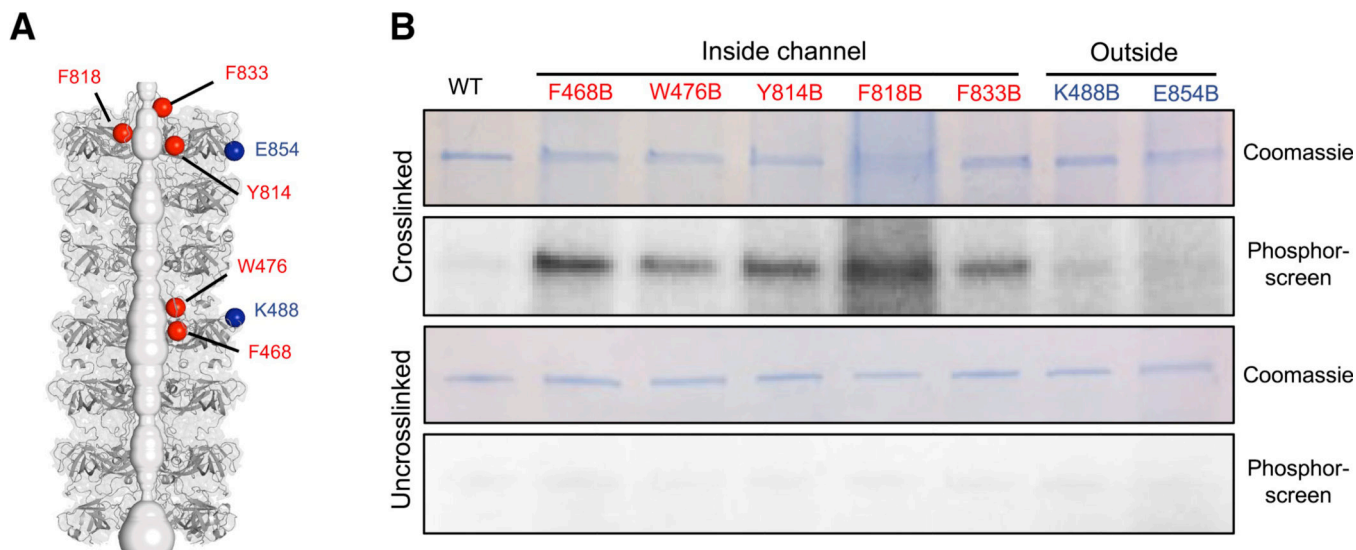 A
F818
F833
E854
Y814
W476
K488
F468
B
Inside channel
Outside
WT
F468B
W476B
Y814B
F818B
F833B
K488B
E854B
Crosslinked
Coomassie
Phosphor-
screen
Uncrosslinked
Coomassie
Phosphor-
screen